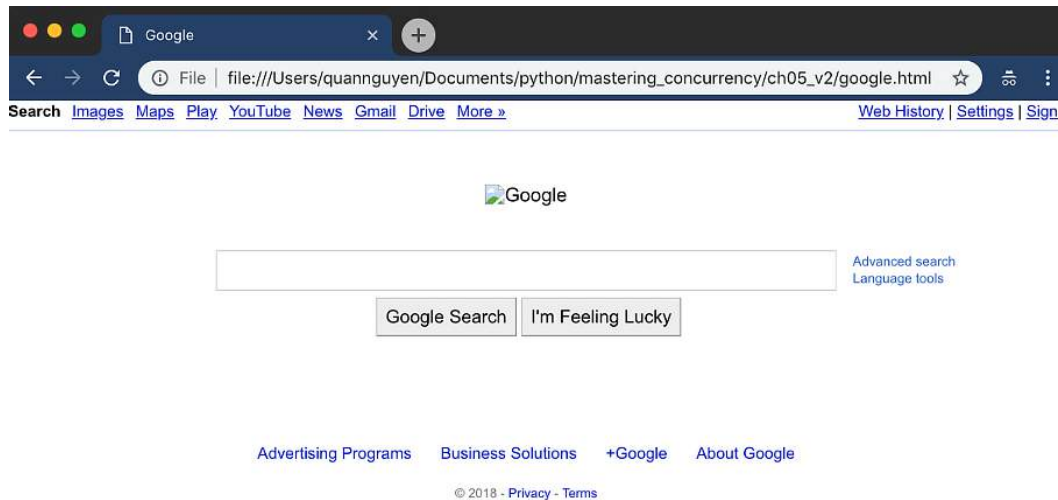 Google
File | file:///Users/quannguyen/Documents/python/mastering_concurrency/ch05_v2/google.html
Search Images Maps Play YouTube News Gmail Drive More » Web History | Settings | Sign
Google
Advanced search
Language tools
Google Search I'm Feeling Lucky
Advertising Programs Business Solutions +Google About Google
© 2018 - Privacy - Terms